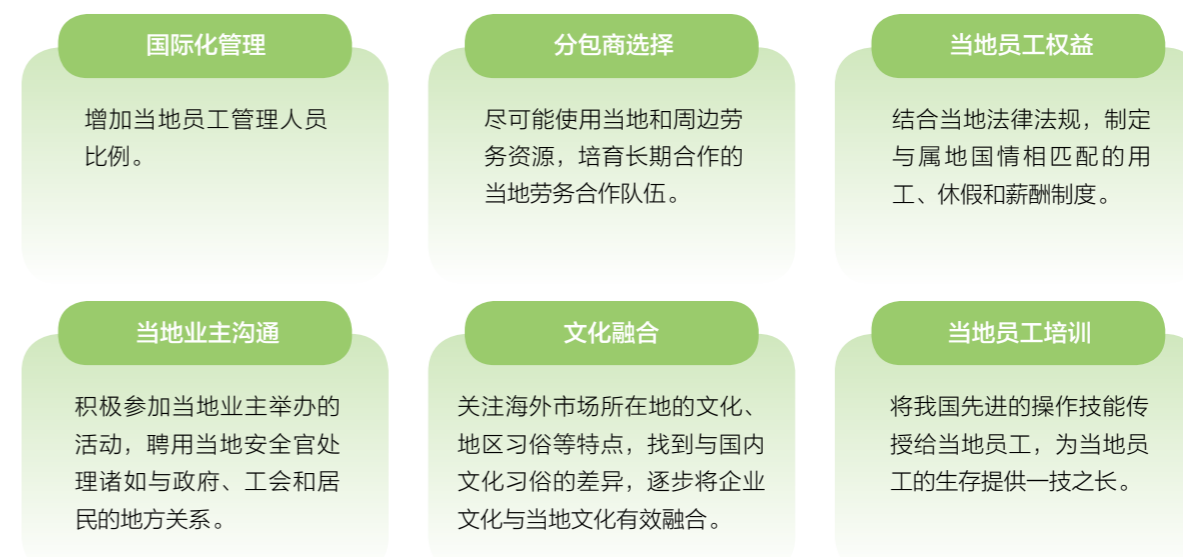 国际化管理
增加当地员工管理人员
比例。
分包商选择
尽可能使用当地和周边劳
务资源，培育长期合作的
当地劳务合作队伍。
当地员工权益
结合当地法律法规，制定
与属地国情相匹配的用
工、休假和薪酬制度。
当地业主沟通
积极参加当地业主举办的
活动，聘用当地安全官处
理诸如与政府、工会和居
民的地方关系。
文化融合
关注海外市场所在地的文化、
地区习俗等特点，找到与国内
文化习俗的差异，逐步将企业
文化与当地文化有效融合。
当地员工培训
将我国先进的操作技能传
授给当地员工，为当地员
工的生存提供一技之长。